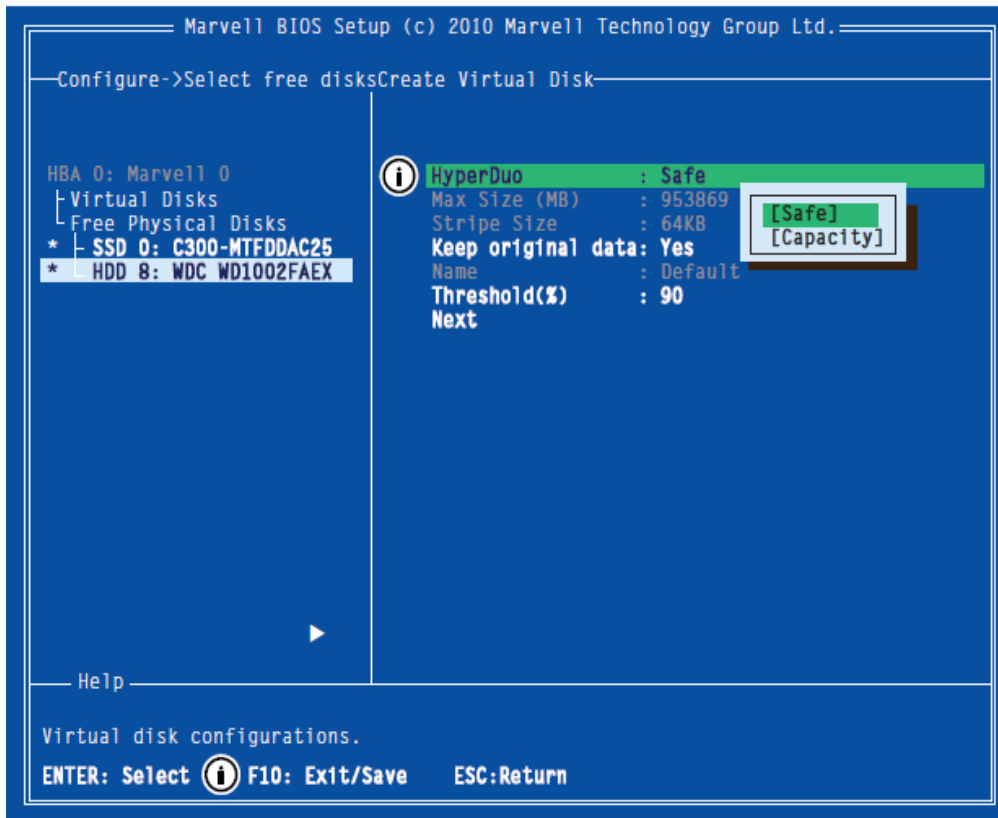 Marvell BIOS Setup (c) 2010 Marvell Technology Group Ltd.
Configure->Select free disksCreate Virtual Disk
HBA 0: Marvell 0
Virtual Disks
Free Physical Disks
* SSD 0: C300-MTFDDAC25
* HDD 8: WDC WD1002FAEX
i HyperDuo : Safe
Max Size (MB) : 953869
Stripe Size : 64KB
Keep original data: Yes
Name : Default
Threshold(%) : 90
Next
[Safe]
[Capacity]
Help
Virtual disk configurations.
ENTER: Select i F10: Exit/Save ESC:Return